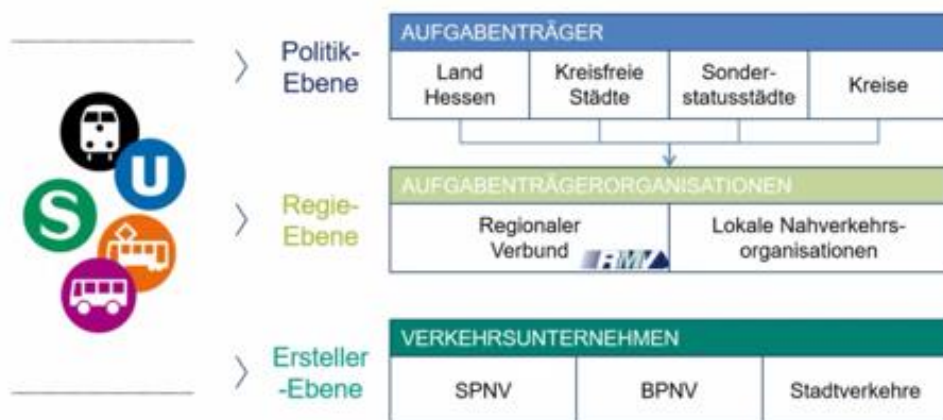 Politik-
Ebene
AUFGABENTRÄGER
Land
Hessen
Kreisfreie
Städte
Sonder-
statusstädte
Kreise
U
S
Regie-
Ebene
AUFGABENTRÄGERORGANISATIONEN
Regionaler
Verbund
RMV
Lokale Nahverkehrs-
organisationen
Ersteller
-Ebene
VERKEHRSUNTERNEHMEN
SPNV
BPNV
Stadtverkehre